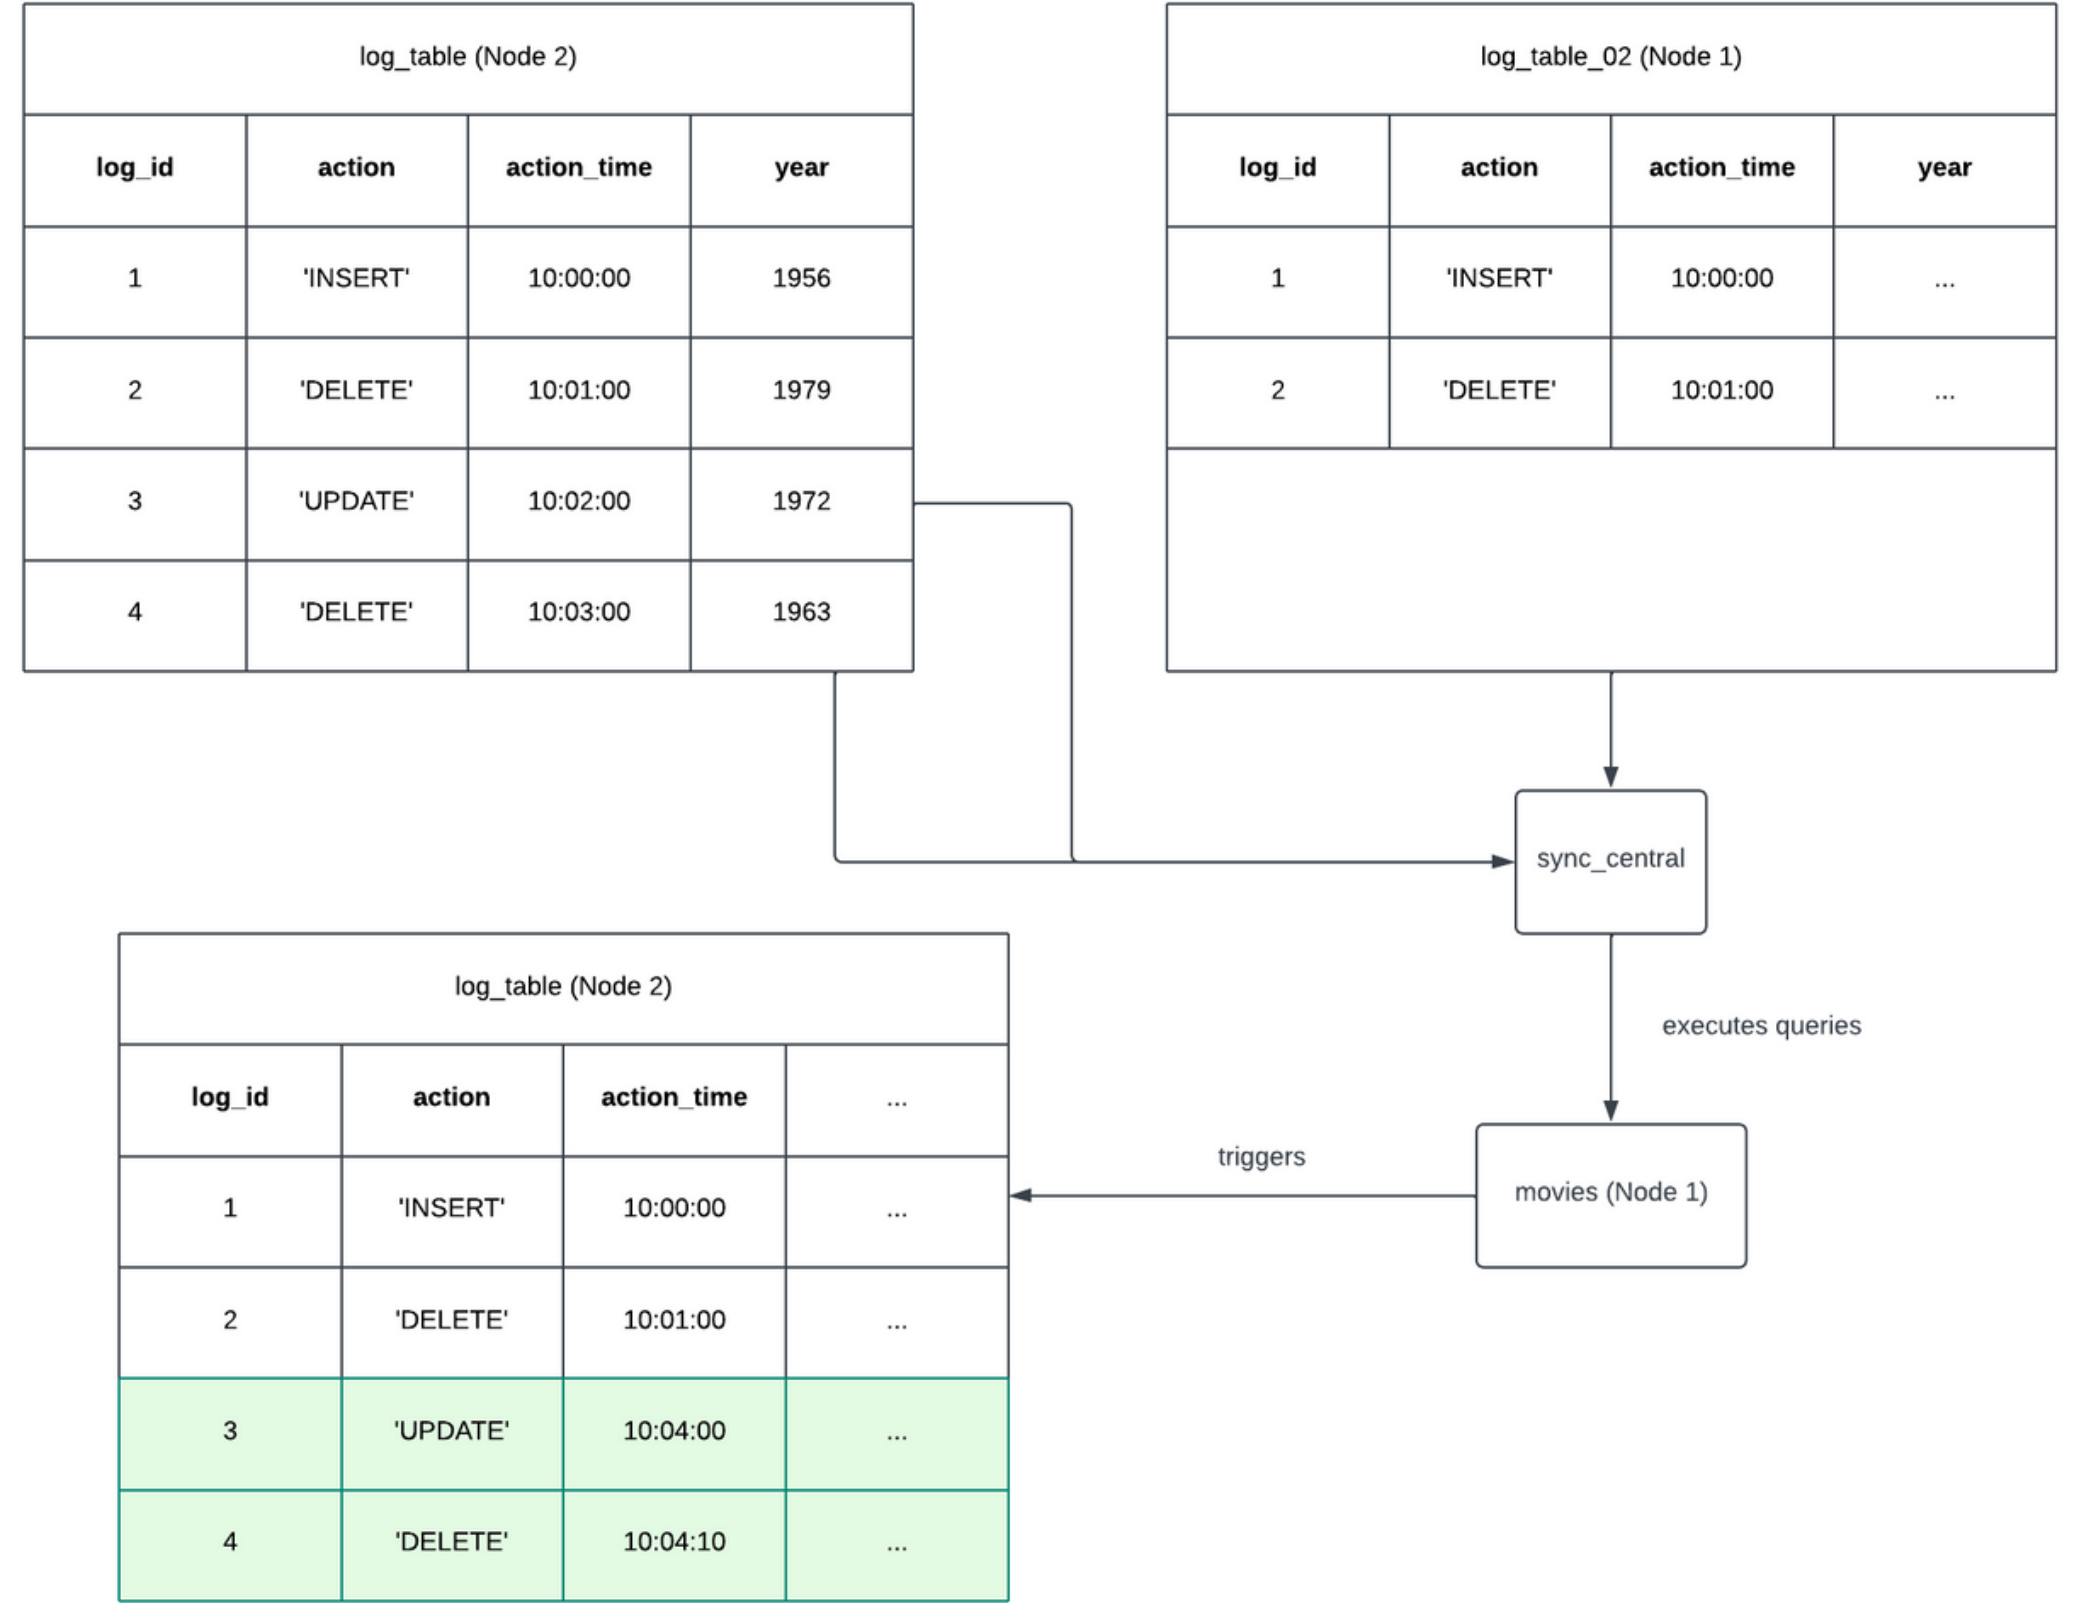 log_table (Node 2)
log_id action action_time year
1 'INSERT' 10:00:00 1956
2 'DELETE' 10:01:00 1979
3 'UPDATE' 10:02:00 1972
4 'DELETE' 10:03:00 1963
log_table_02 (Node 1)
log_id action action_time year
1 'INSERT' 10:00:00 ...
2 'DELETE' 10:01:00 ...
sync_central
executes queries
movies (Node 1)
triggers
log_table (Node 2)
log_id action action_time ...
1 'INSERT' 10:00:00 ...
2 'DELETE' 10:01:00 ...
3 'UPDATE' 10:04:00 ...
4 'DELETE' 10:04:10 ...